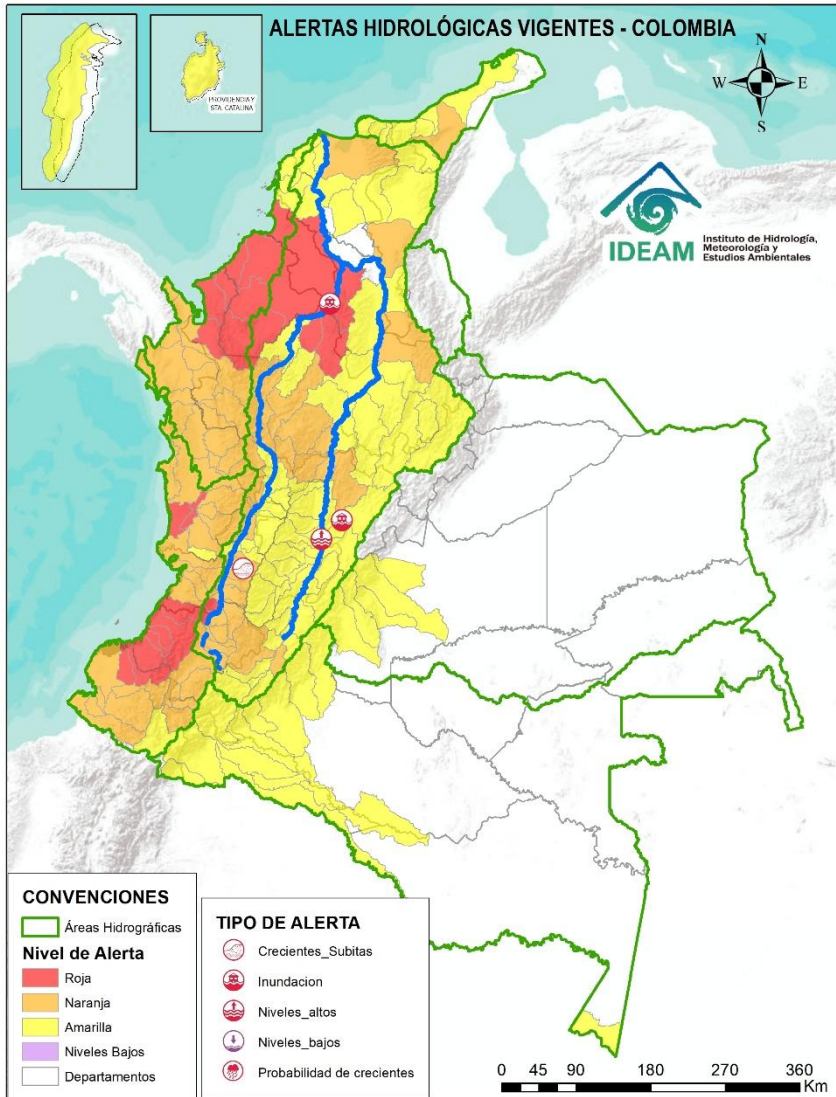 ALERTAS HIDROLÓGICAS VIGENTES - COLOMBIA
PROVIDENCIA Y
STA. CATALINA
N
W
E
S
IDEAM
Instituto de Hidrología,
Meteorología y
Estudios Ambientales
CONVENCIONES
Áreas Hidrográficas
Nivel de Alerta
Roja
Naranja
Amarilla
Niveles Bajos
Departamentos
TIPO DE ALERTA
Crecientes_Subitas
Inundacion
Niveles_altos
Niveles_bajos
Probabilidad de crecientes
0 45 90 180 270 360
Km